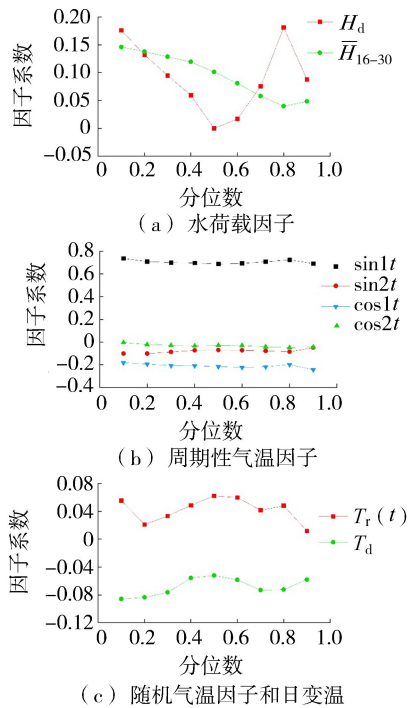 0.20
0.15
0.10
0.05
0
−0.05
因子系数
0 0.2 0.4 0.6 0.8 1.0
分位数
H_d
H̅_16−30
（a）水荷载因子
0.8
0.6
0.4
0.2
0
−0.2
−0.4
因子系数
0 0.2 0.4 0.6 0.8 1.0
分位数
sin1t
sin2t
cos1t
cos2t
（b）周期性气温因子
0.08
0.04
0
−0.04
−0.08
−0.12
因子系数
0 0.2 0.4 0.6 0.8 1.0
分位数
T_r(t)
T_d
（c）随机气温因子和日变温